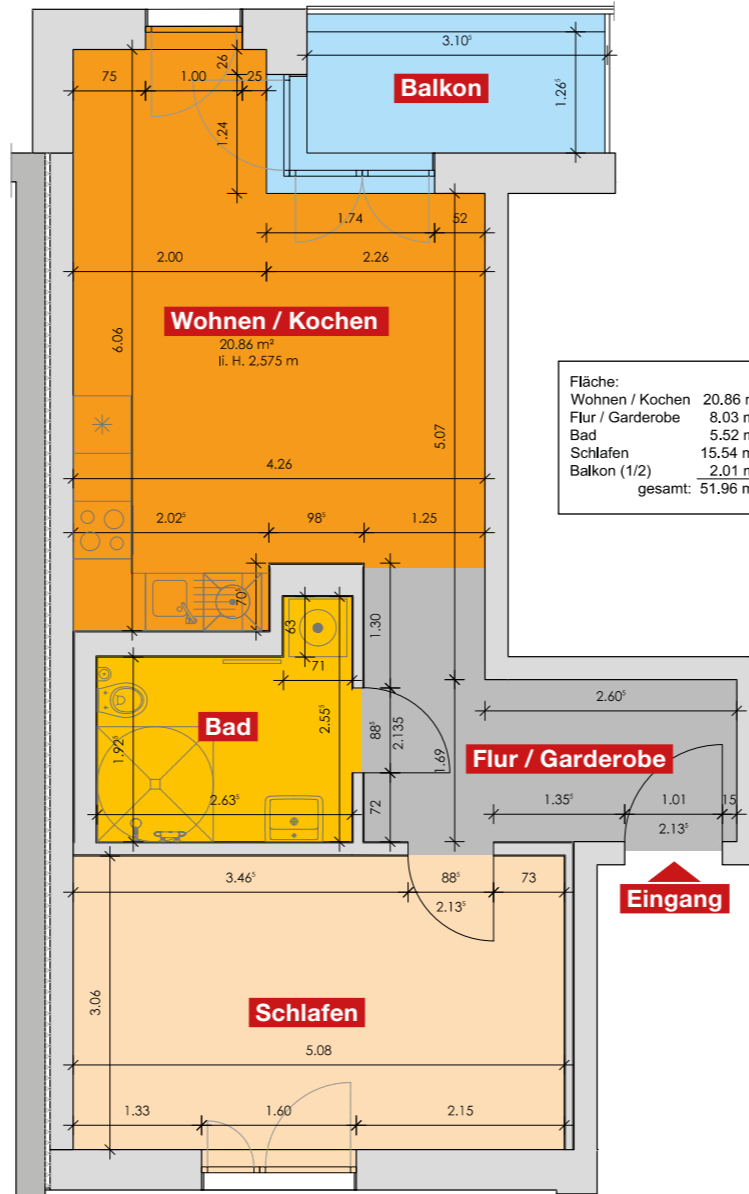 3.10⁵
Balkon
1.26⁵
75
1.00
26
25
1.24
1.74
52
2.00
2.26
Wohnen / Kochen
20.86 m²
li. H. 2,575 m
6.06
5.07
Fläche:
Wohnen / Kochen 20.86 m
Flur / Garderobe 8.03 m
Bad 5.52 m
Schlafen 15.54 m
Balkon (1/2) 2.01 m
gesamt: 51.96 m
4.26
2.02⁵
98⁵
1.25
70⁵
63
71
1.30
2.60⁵
Bad
1.92⁵
2.55⁵
88⁵
2.135
1.69
Flur / Garderobe
2.63⁵
72
1.35⁵
1.01
15
2.13⁵
Eingang
3.46⁵
88⁵
73
2.13⁵
3.06
Schlafen
5.08
1.33
1.60
2.15